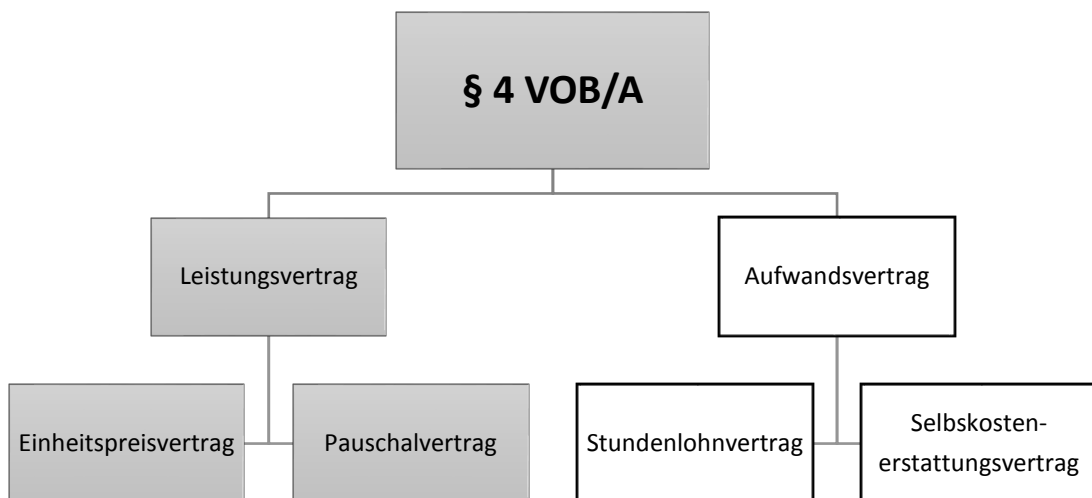 § 4 VOB/A
Leistungsvertrag
Aufwandsvertrag
Einheitspreisvertrag
Pauschalvertrag
Stundenlohnvertrag
Selbskosten-
erstattungsvertrag